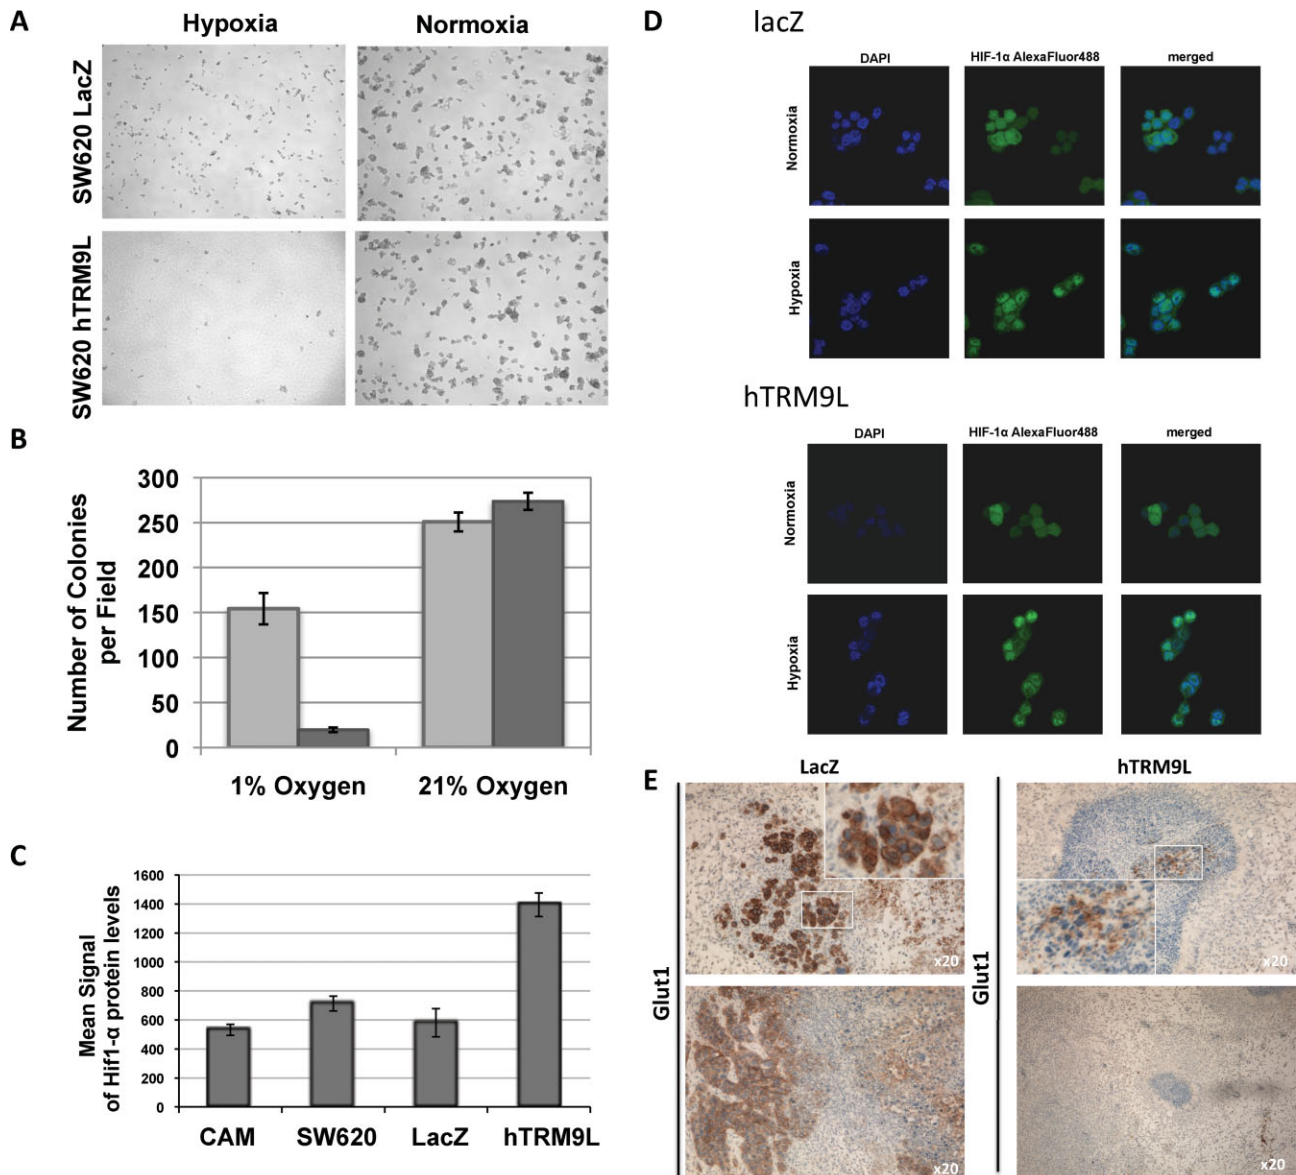 A
Hypoxia
Normoxia
SW620 LacZ
SW620 hTRM9L
B
Number of Colonies
per Field
300
250
200
150
100
50
0
1% Oxygen
21% Oxygen
C
Mean Signal
of Hif1-α protein levels
1600
1400
1200
1000
800
600
400
200
0
CAM
SW620
LacZ
hTRM9L
D
lacZ
DAPI
HIF-1α AlexaFluor488
merged
Normoxia
Hypoxia
hTRM9L
DAPI
HIF-1α AlexaFluor488
merged
Normoxia
Hypoxia
E
LacZ
hTRM9L
Glut1
x20
x20
Glut1
x20
x20